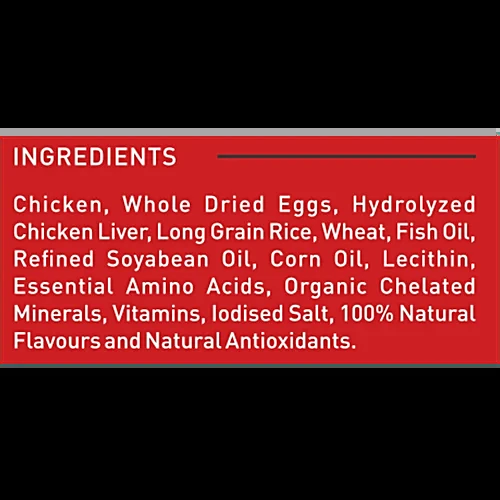 INGREDIENTS
Chicken, Whole Dried Eggs, Hydrolyzed
Chicken Liver, Long Grain Rice, Wheat, Fish Oil,
Refined Soyabean Oil, Corn Oil, Lecithin,
Essential Amino Acids, Organic Chelated
Minerals, Vitamins, Iodised Salt, 100% Natural
Flavours and Natural Antioxidants.